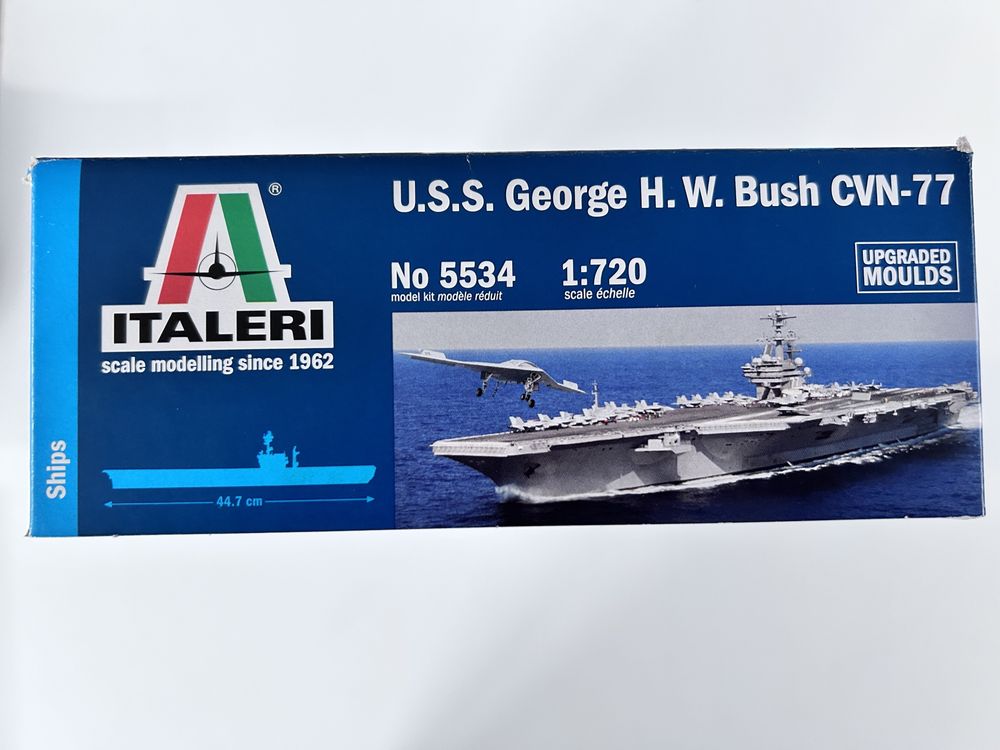 U.S.S. George H. W. Bush CVN-77
®
ITALERI
scale modelling since 1962
No 5534
model kit modèle réduit
1:720
scale échelle
UPGRADED
MOULDS
Ships
44.7 cm